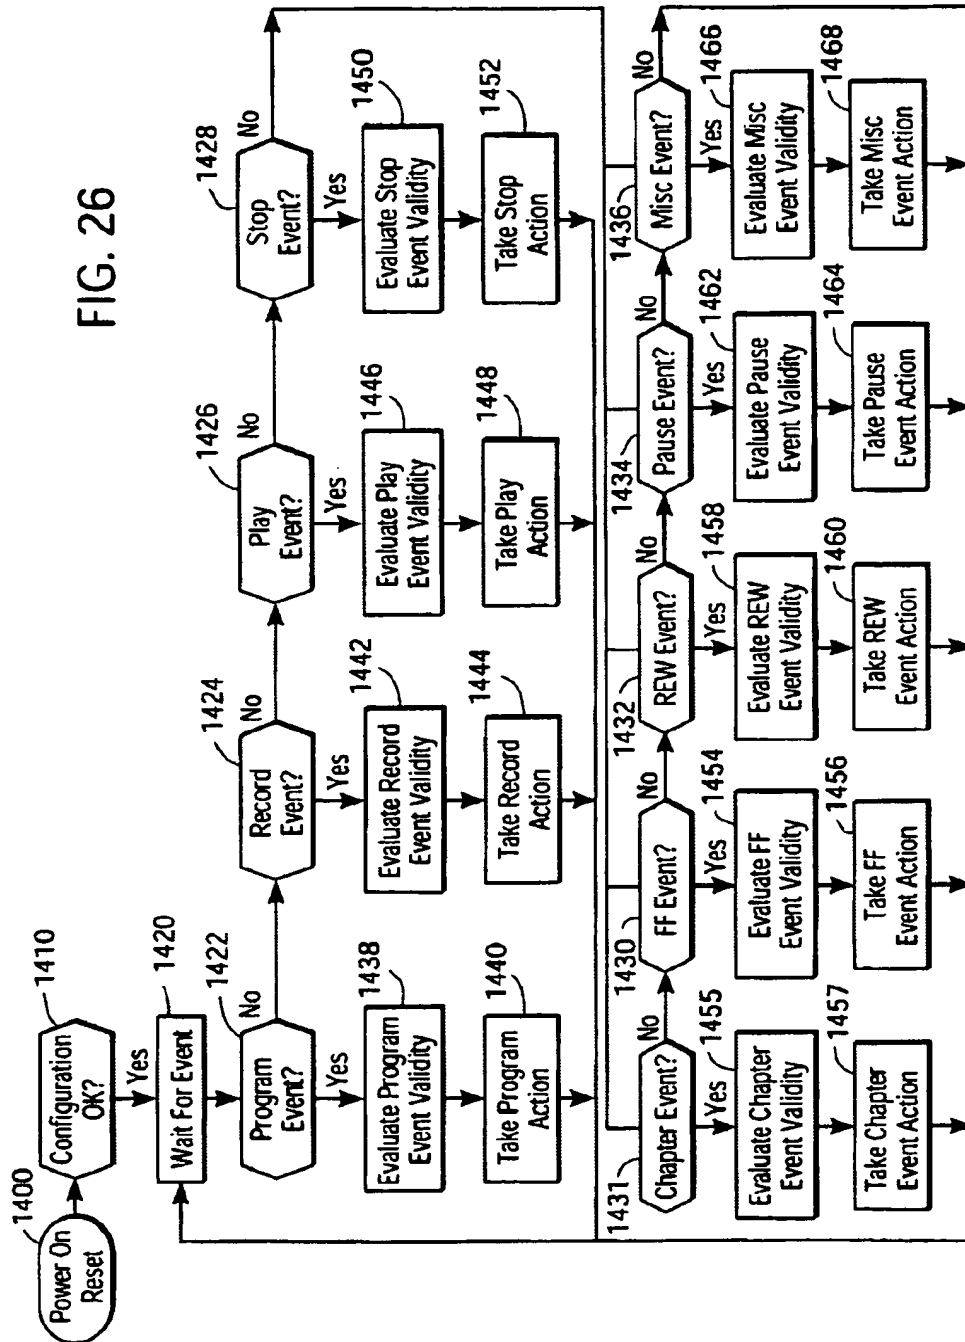 FIG. 26
1400
Power On
Reset
1410
Configuration
OK?
Yes
1420
Wait For Event
1422
Program
Event?
No
Yes
1438
Evaluate Program
Event Validity
1440
Take Program
Action
1424
Record
Event?
No
Yes
1442
Evaluate Record
Event Validity
1444
Take Record
Action
1426
Play
Event?
No
Yes
1446
Evaluate Play
Event Validity
1448
Take Play
Action
1428
Stop
Event?
No
Yes
1450
Evaluate Stop
Event Validity
1452
Take Stop
Action
1431
Chapter Event?
No
Yes
1455
Evaluate Chapter
Event Validity
1457
Take Chapter
Event Action
1430
FF Event?
No
Yes
1454
Evaluate FF
Event Validity
1456
Take FF
Event Action
1432
REW Event?
No
Yes
1458
Evaluate REW
Event Validity
1460
Take REW
Event Action
1434
Pause Event?
No
Yes
1462
Evaluate Pause
Event Validity
1464
Take Pause
Event Action
1436
Misc Event?
No
Yes
1466
Evaluate Misc
Event Validity
1468
Take Misc
Event Action